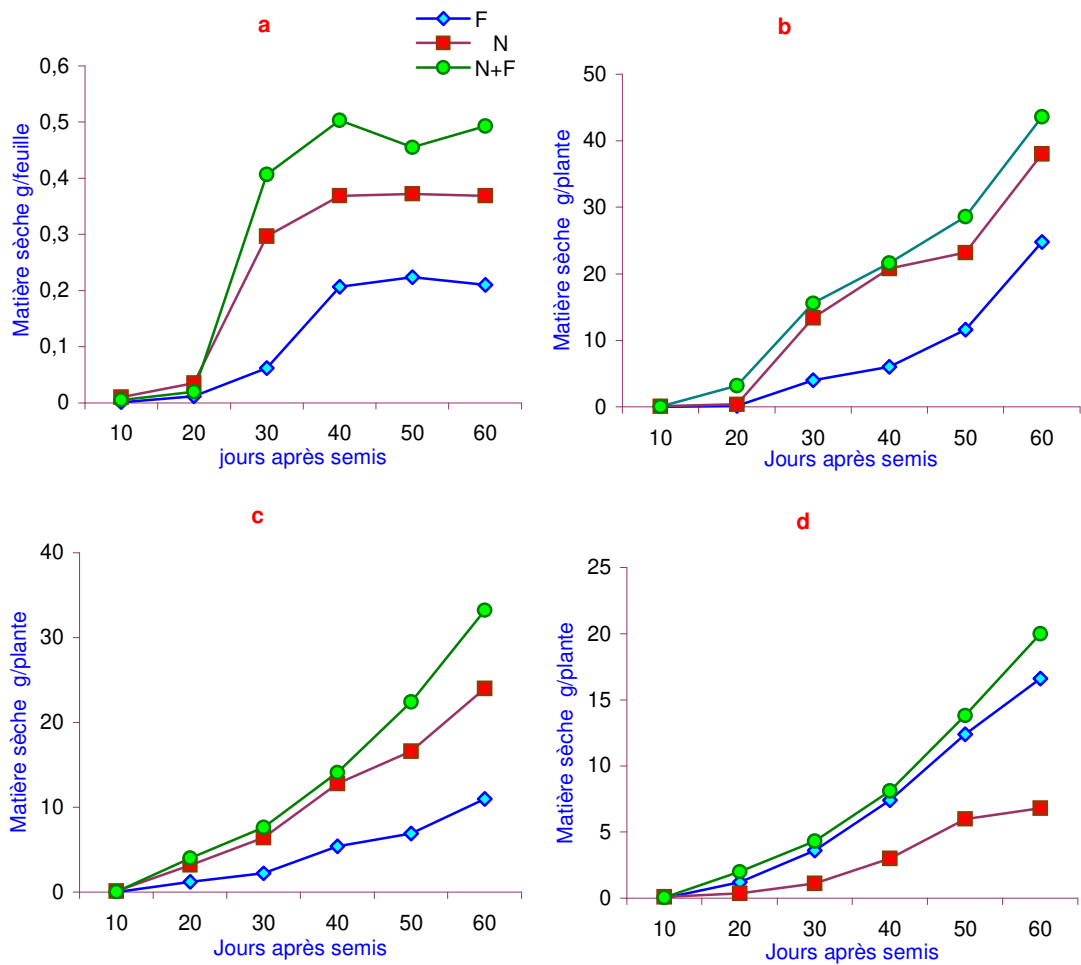 a
F
N
N+F
Matière sèche g/feuille
0,6
0,5
0,4
0,3
0,2
0,1
0
10 20 30 40 50 60
jours après semis
b
Matière sèche g/plante
50
40
30
20
10
0
10 20 30 40 50 60
Jours après semis
c
Matière sèche g/plante
40
30
20
10
0
10 20 30 40 50 60
Jours après semis
d
Matière sèche g/plante
25
20
15
10
5
0
10 20 30 40 50 60
Jours après semis